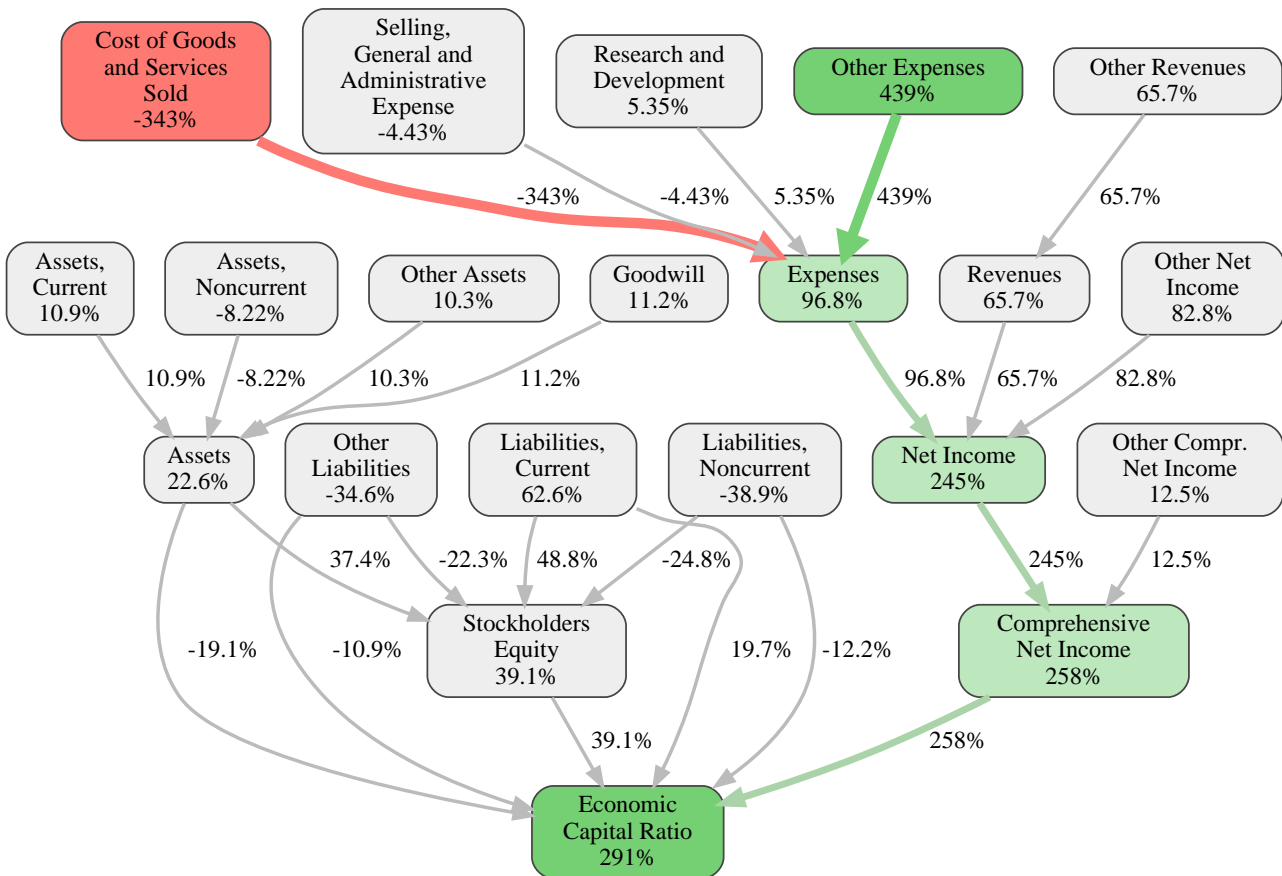 Cost of Goods
and Services
Sold
-343%
Selling,
General and
Administrative
Expense
-4.43%
Research and
Development
5.35%
Other Expenses
439%
Other Revenues
65.7%
-343%
-4.43%
5.35%
439%
65.7%
Assets,
Current
10.9%
Assets,
Noncurrent
-8.22%
Other Assets
10.3%
Goodwill
11.2%
Expenses
96.8%
Revenues
65.7%
Other Net
Income
82.8%
10.9%
-8.22%
10.3%
11.2%
96.8%
65.7%
82.8%
Assets
22.6%
Other
Liabilities
-34.6%
Liabilities,
Current
62.6%
Liabilities,
Noncurrent
-38.9%
Net Income
245%
Other Compr.
Net Income
12.5%
37.4%
-22.3%
48.8%
-24.8%
245%
12.5%
Stockholders
Equity
39.1%
Comprehensive
Net Income
258%
-19.1%
-10.9%
19.7%
-12.2%
39.1%
258%
Economic
Capital Ratio
291%